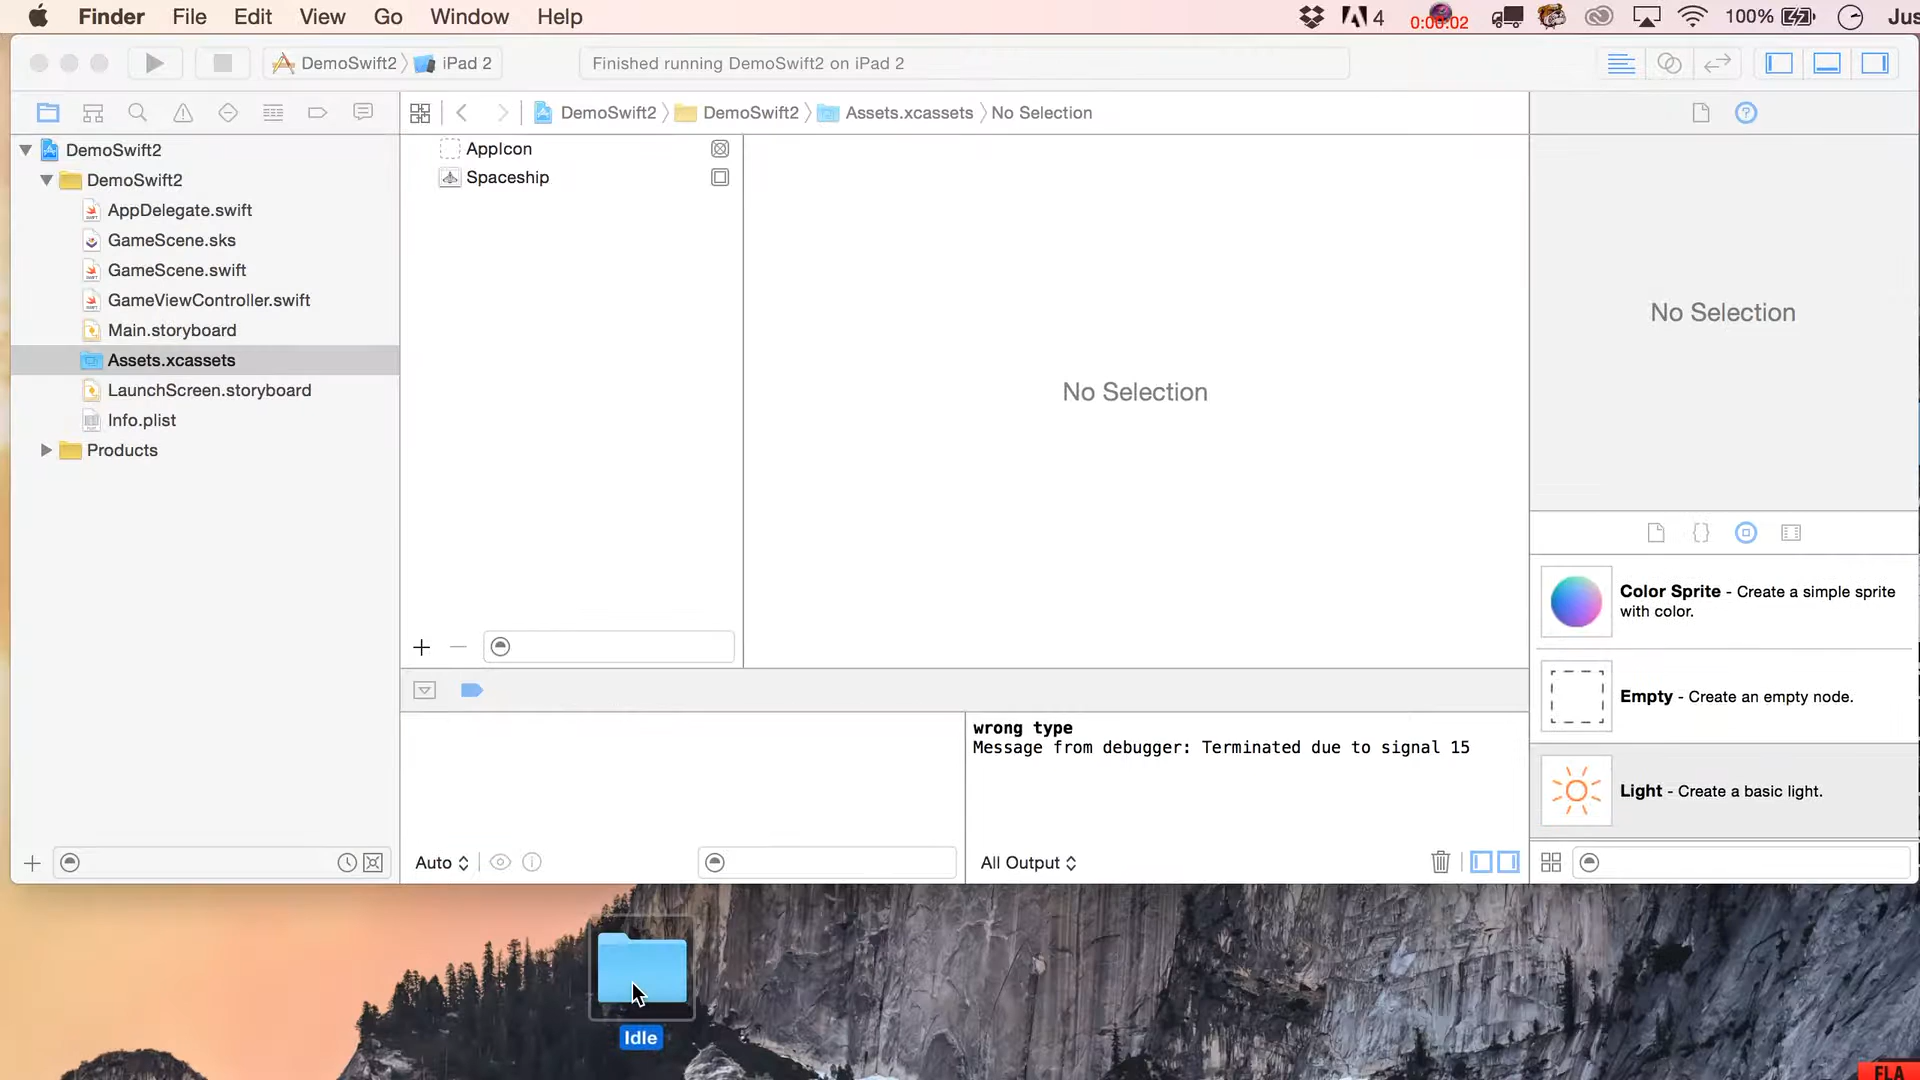 Finder File Edit View Go Window Help
4 0:00:02 100% Jus
DemoSwift2 iPad 2
Finished running DemoSwift2 on iPad 2
DemoSwift2 DemoSwift2 Assets.xcassets No Selection
DemoSwift2
DemoSwift2
AppDelegate.swift
GameScene.sks
GameScene.swift
GameViewController.swift
Main.storyboard
Assets.xcassets
LaunchScreen.storyboard
Info.plist
Products
AppIcon
Spaceship
No Selection
No Selection
Color Sprite - Create a simple sprite
with color.
Empty - Create an empty node.
Light - Create a basic light.
wrong type
Message from debugger: Terminated due to signal 15
Auto
All Output
Idle
FLA